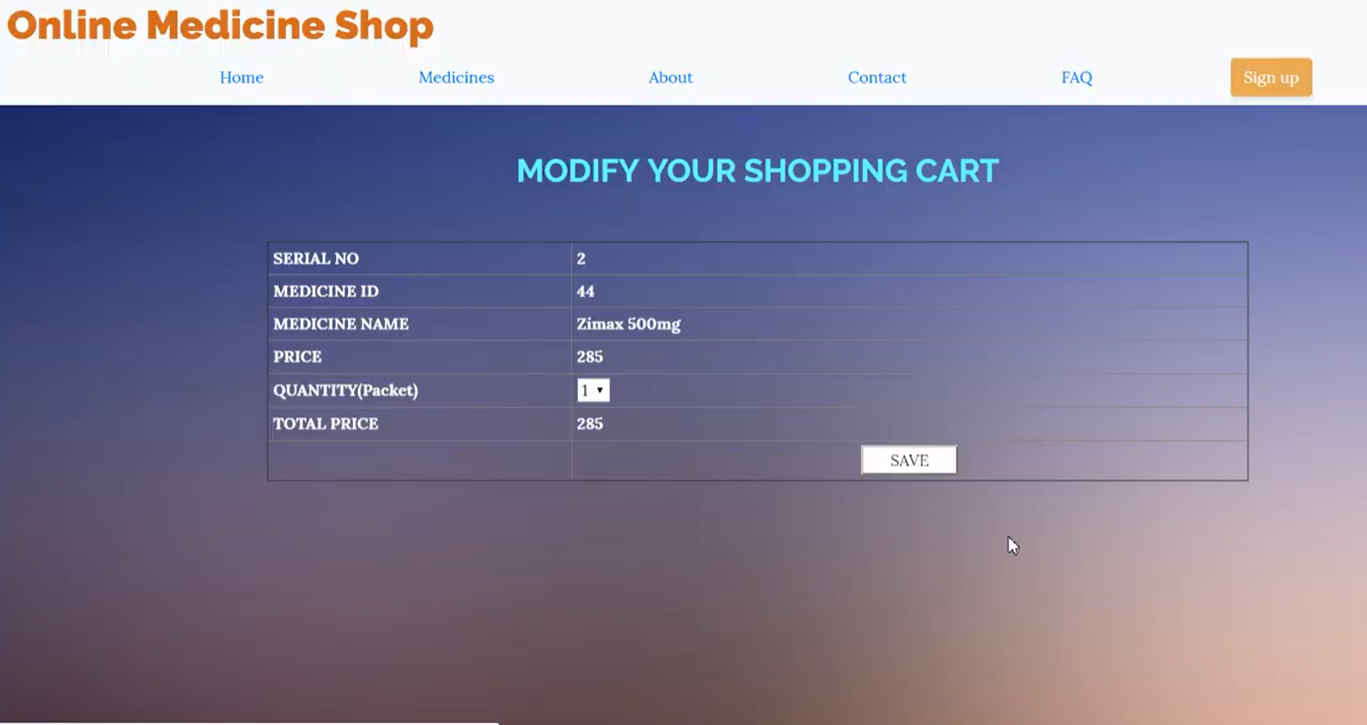 Online Medicine Shop
Home Medicines About Contact FAQ Sign up
MODIFY YOUR SHOPPING CART
SERIAL NO 2
MEDICINE ID 44
MEDICINE NAME Zimax 500mg
PRICE 285
QUANTITY(Packet) 1
TOTAL PRICE 285
SAVE